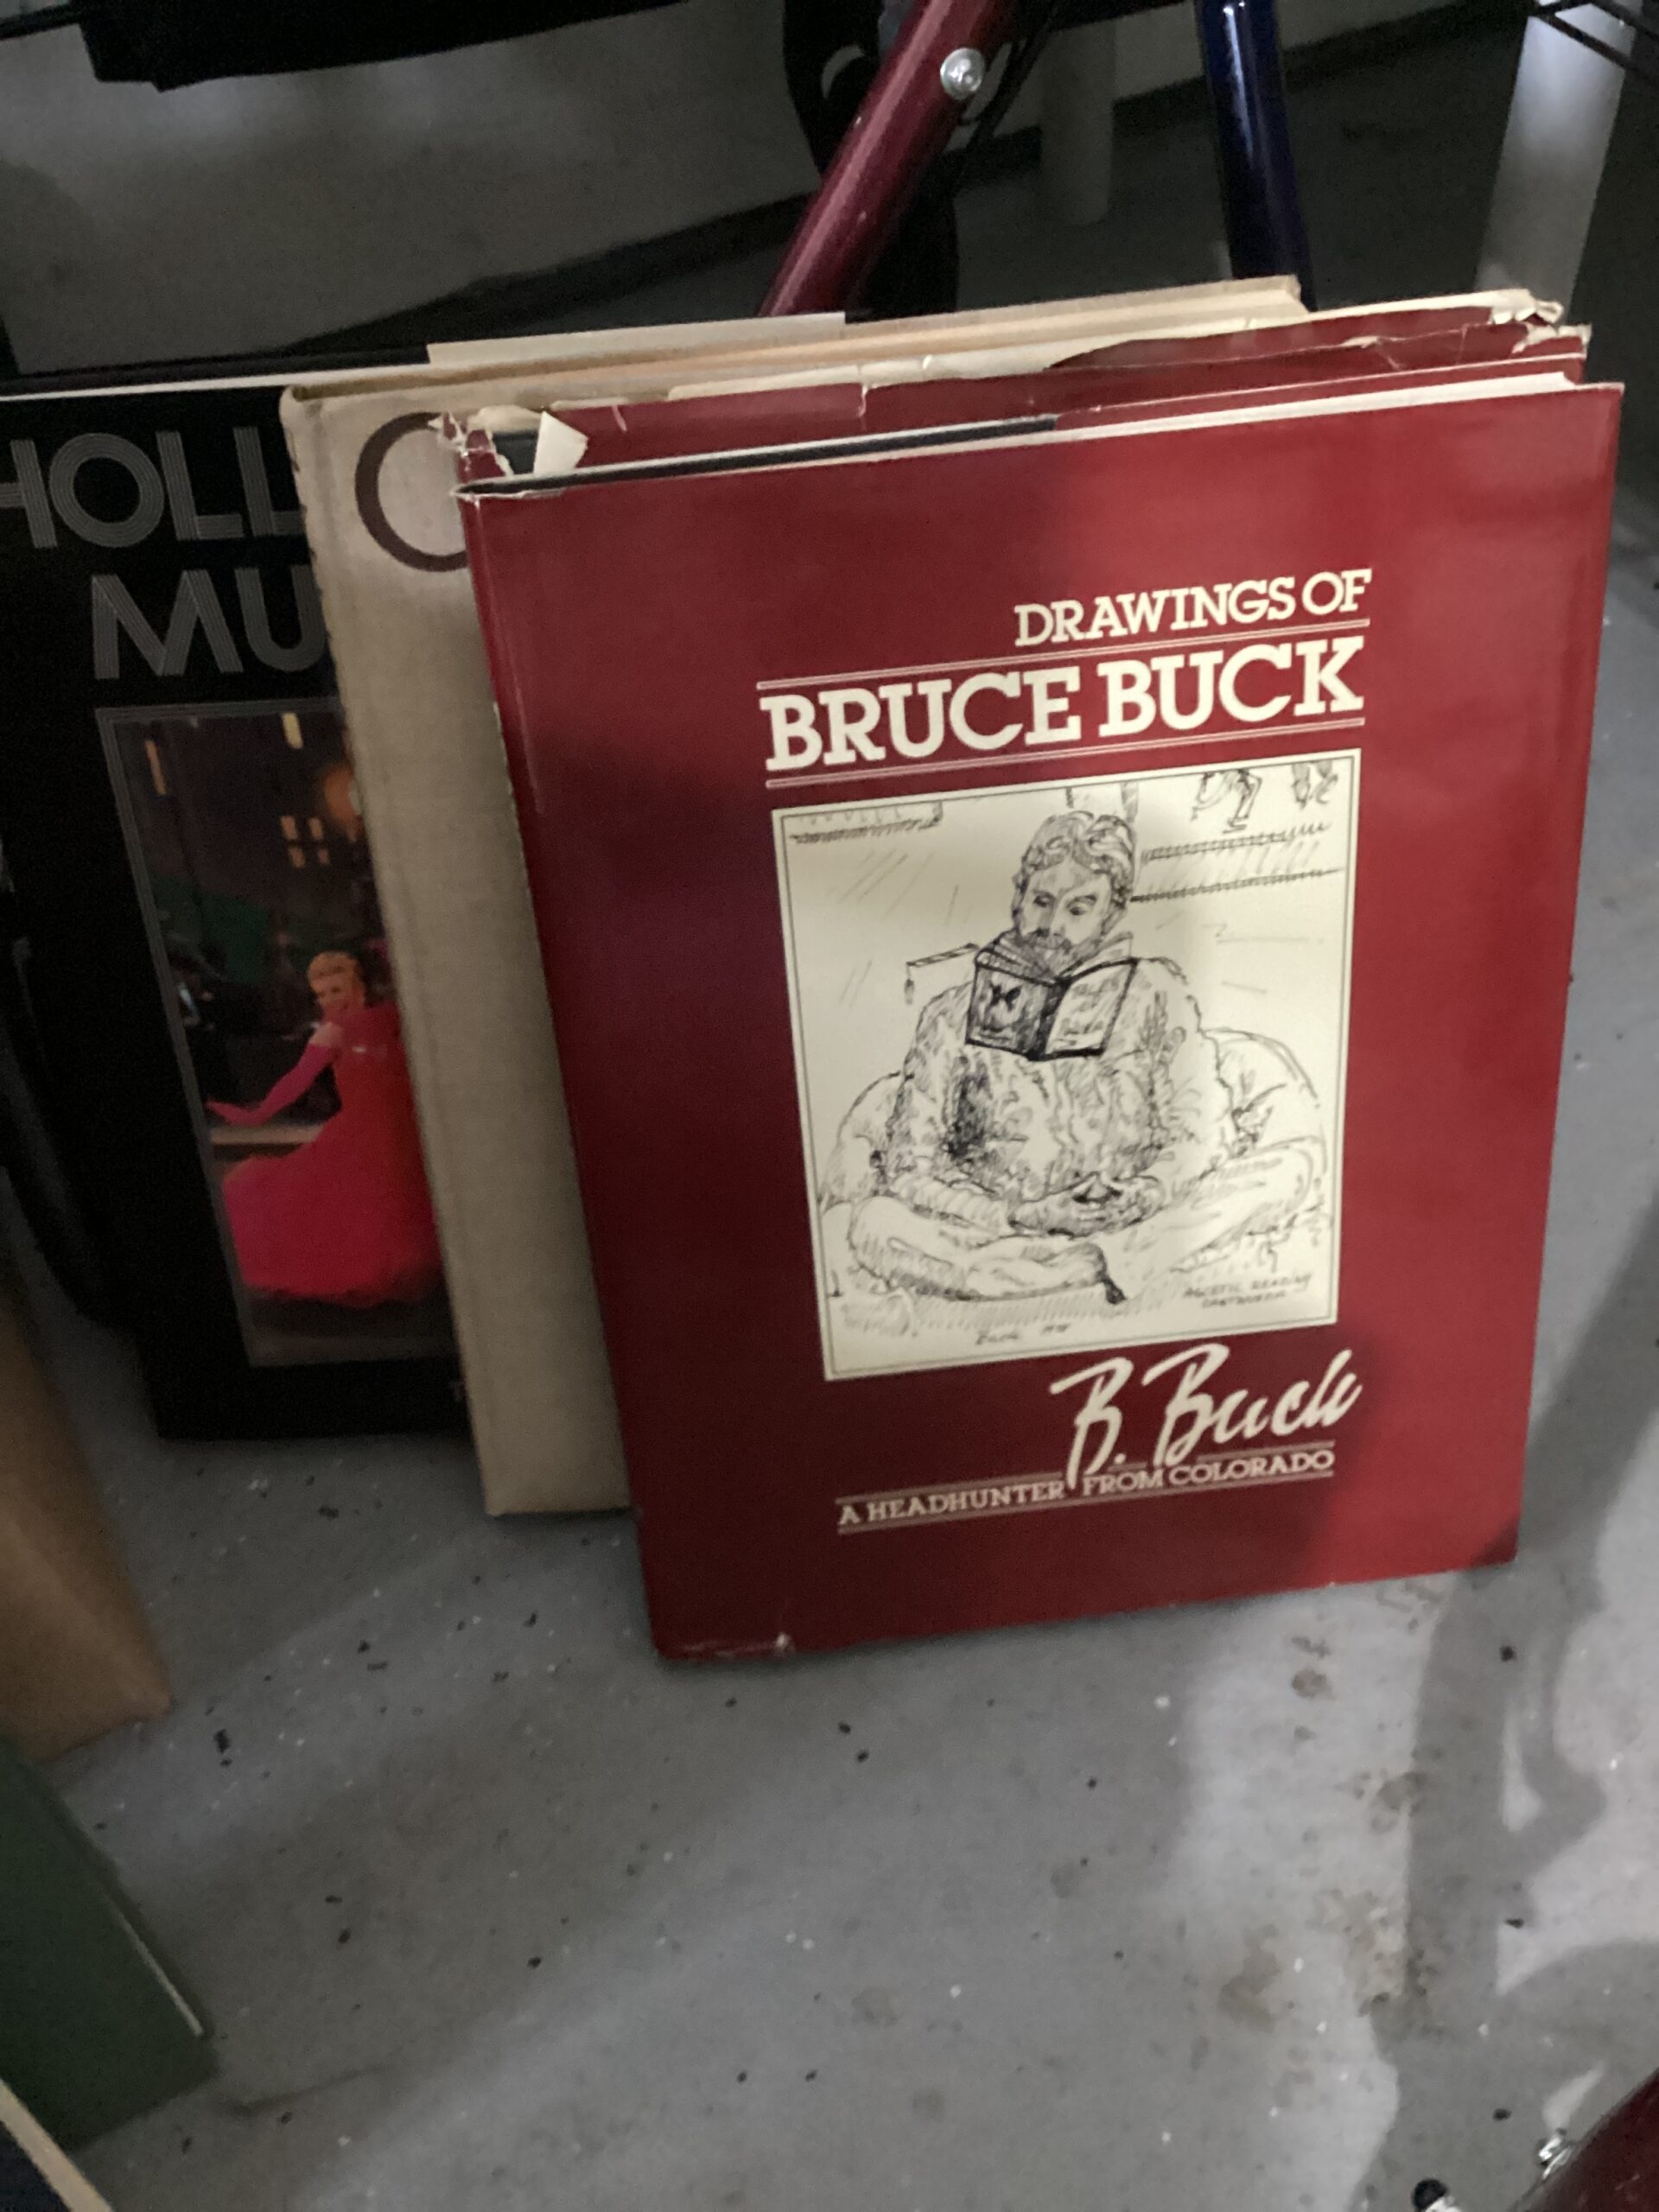 HOLL
MU
C
DRAWINGS OF
BRUCE BUCK
B. Buck
A HEADHUNTER FROM COLORADO